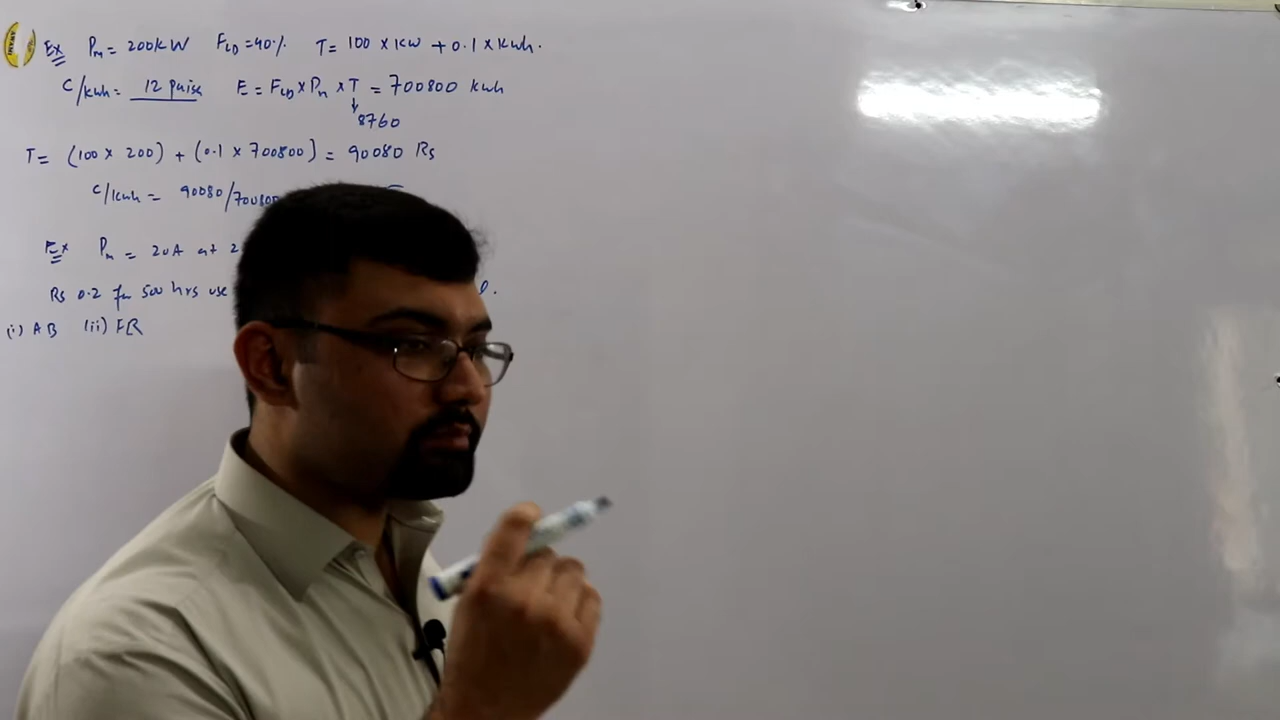 Ex Pm = 200kW FLD = 40% T = 100 x kW + 0.1 x kWh.
C/kWh = 12 paise E = FLD x Pm x T = 700800 kWh
8760
T = (100 x 200) + (0.1 x 700800) = 90080 Rs
C/kWh = 90080/700800
Ex Pm = 20A at 2
Rs 0.2 for 500 hrs use
(i) AB (ii) FR